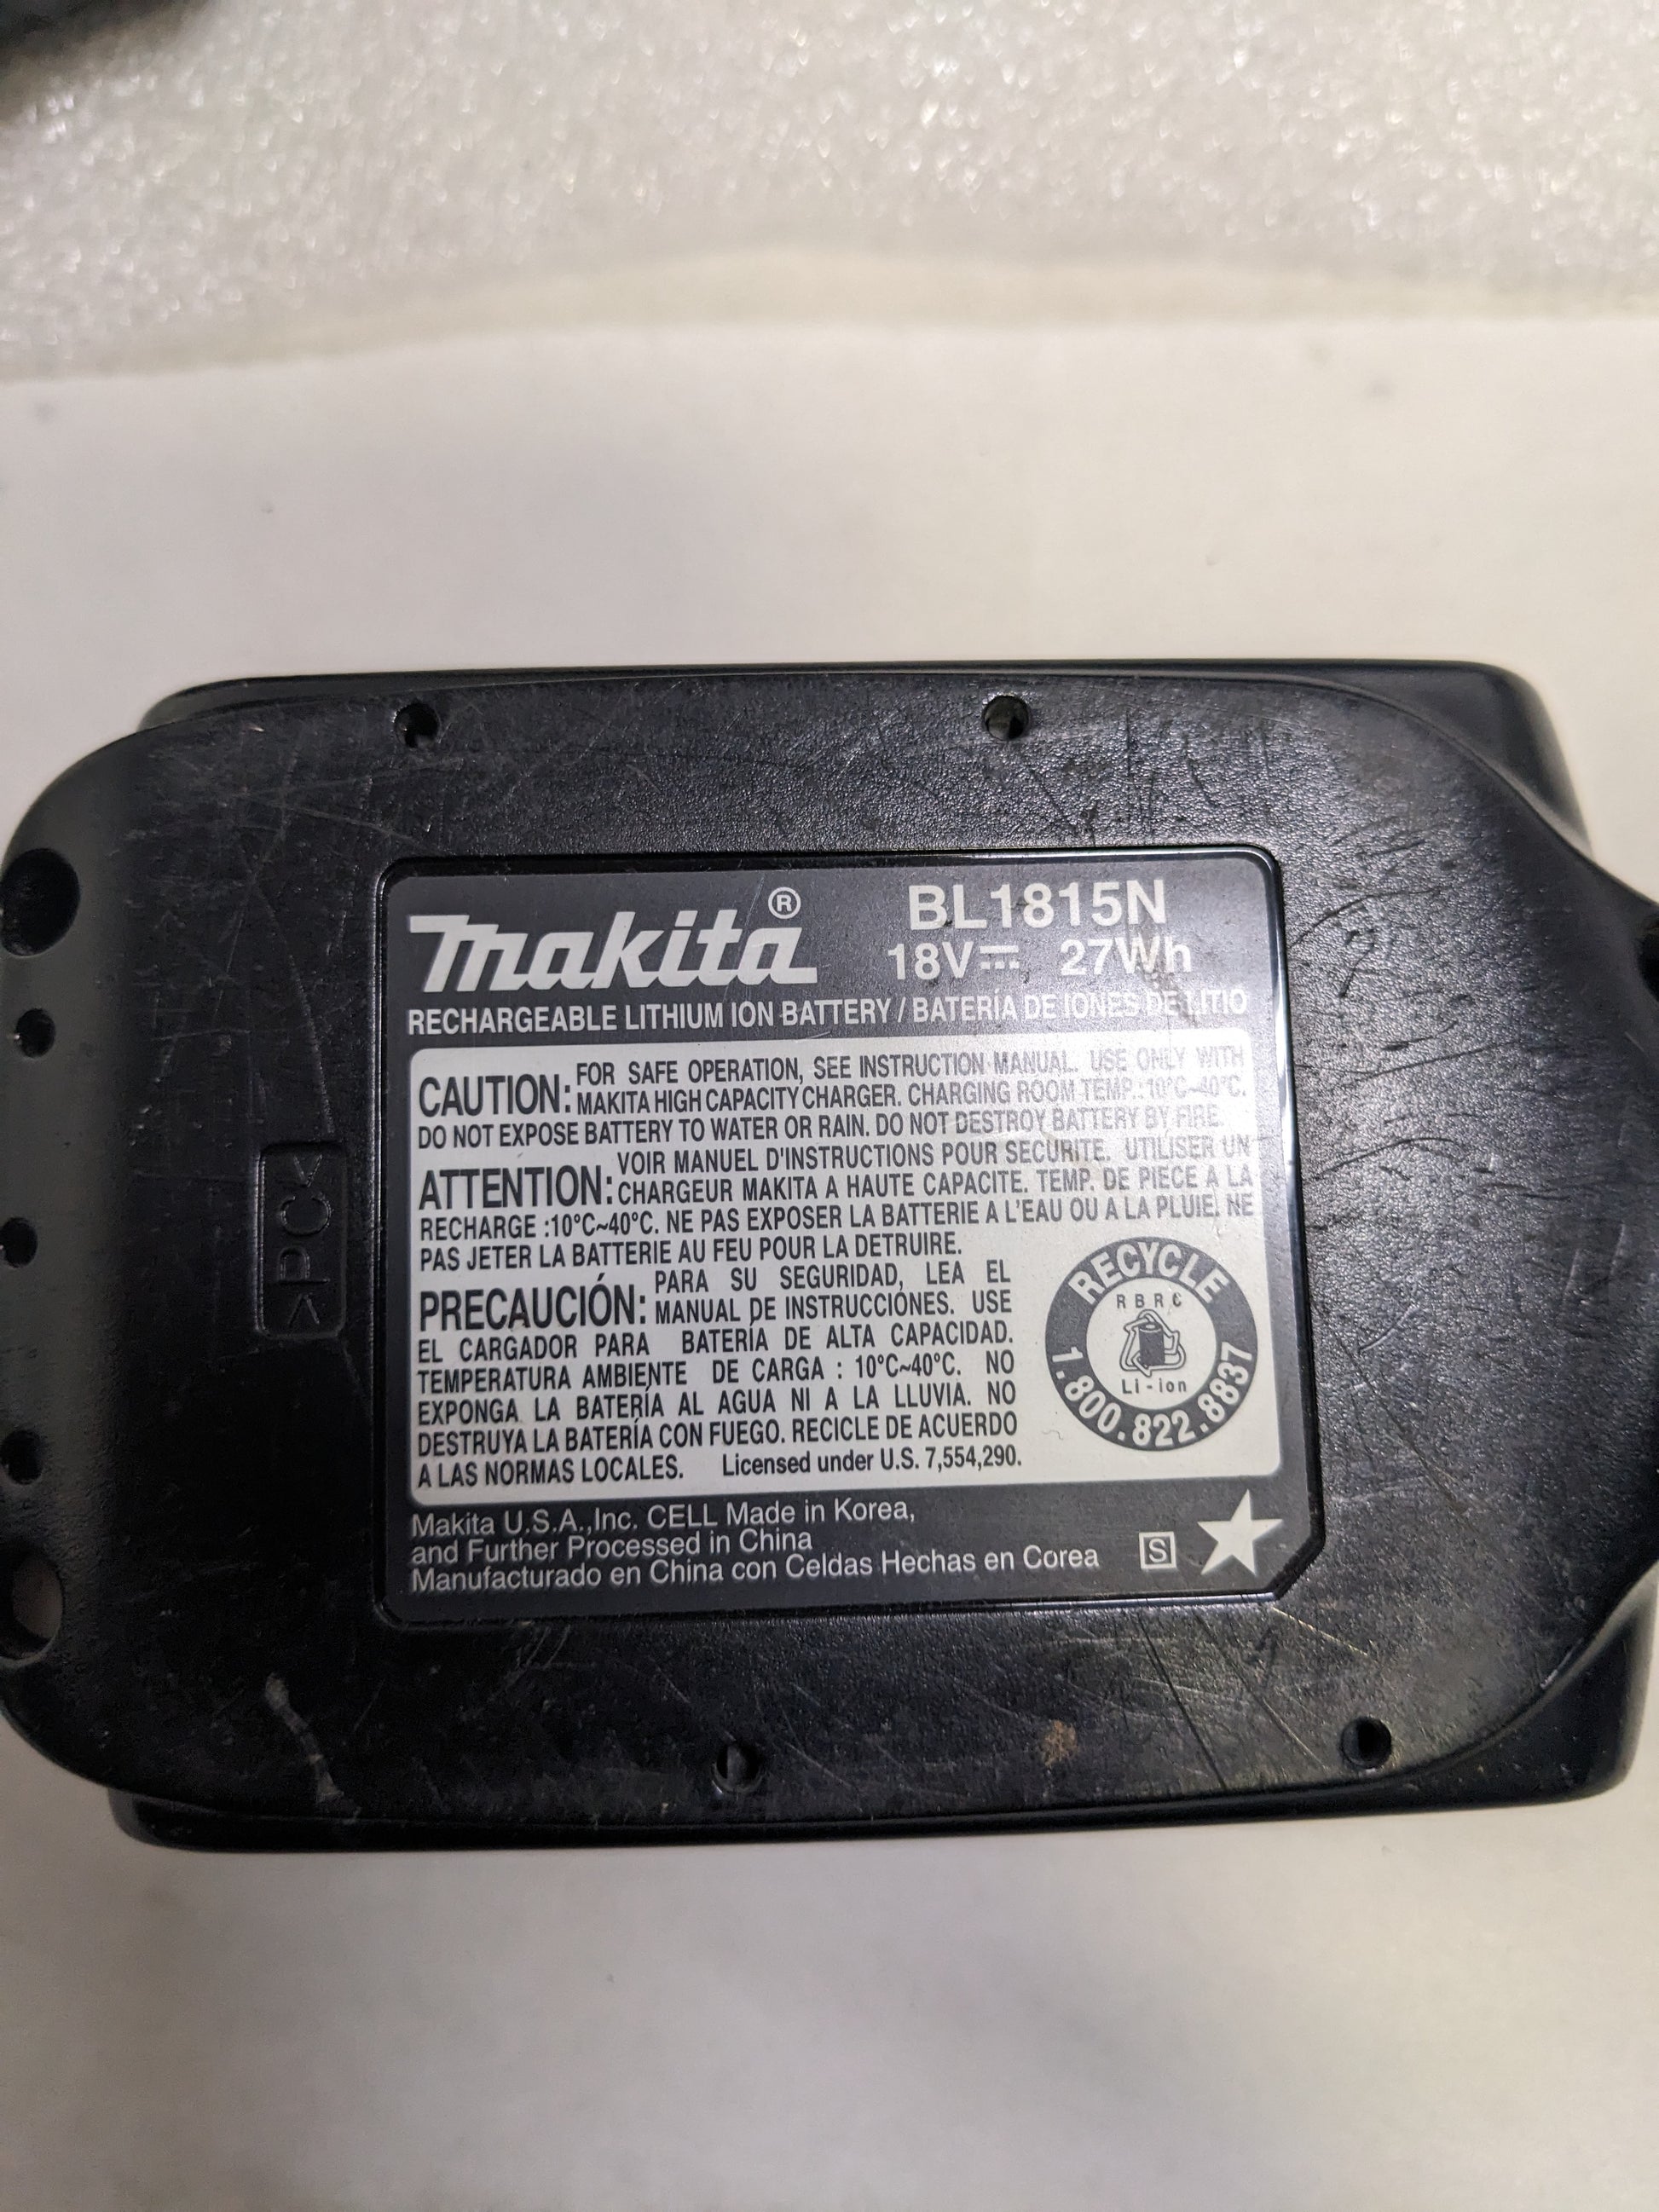 makita® BL1815N
18V⎓ 27Wh
RECHARGEABLE LITHIUM ION BATTERY / BATERÍA DE IONES DE LITIO
CAUTION: FOR SAFE OPERATION, SEE INSTRUCTION MANUAL. USE ONLY WITH
MAKITA HIGH CAPACITY CHARGER. CHARGING ROOM TEMP.: 10°C~40°C.
DO NOT EXPOSE BATTERY TO WATER OR RAIN. DO NOT DESTROY BATTERY BY FIRE.
ATTENTION: VOIR MANUEL D'INSTRUCTIONS POUR SECURITE. UTILISER UN
CHARGEUR MAKITA A HAUTE CAPACITE. TEMP. DE PIECE A LA
RECHARGE :10°C~40°C. NE PAS EXPOSER LA BATTERIE A L'EAU OU A LA PLUIE. NE
PAS JETER LA BATTERIE AU FEU POUR LA DETRUIRE.
PRECAUCIÓN: PARA SU SEGURIDAD, LEA EL
MANUAL DE INSTRUCCIONES. USE
EL CARGADOR PARA BATERÍA DE ALTA CAPACIDAD.
TEMPERATURA AMBIENTE DE CARGA : 10°C~40°C. NO
EXPONGA LA BATERÍA AL AGUA NI A LA LLUVIA. NO
DESTRUYA LA BATERÍA CON FUEGO. RECICLE DE ACUERDO
A LAS NORMAS LOCALES. Licensed under U.S. 7,554,290.
RECYCLE
RBRC
Li-ion
1.800.822.8837
Makita U.S.A.,Inc. CELL Made in Korea,
and Further Processed in China
Manufacturado en China con Celdas Hechas en Corea
S
>PC<